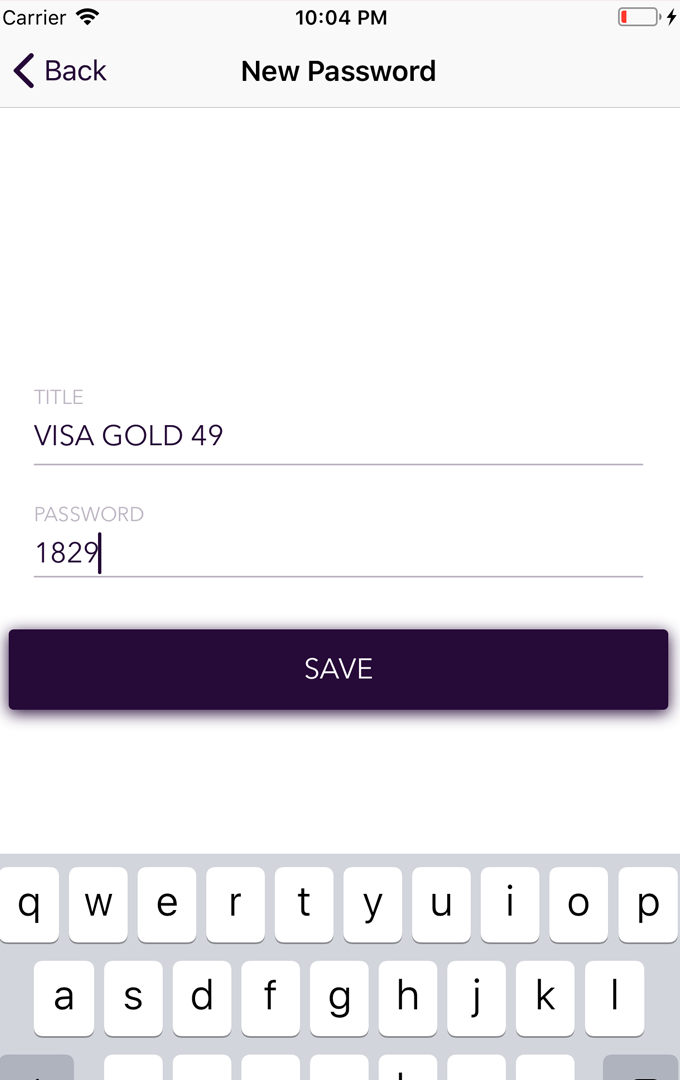 Carrier 10:04 PM
Back New Password
TITLE
VISA GOLD 49
PASSWORD
1829
SAVE
q w e r t y u i o p
a s d f g h j k l